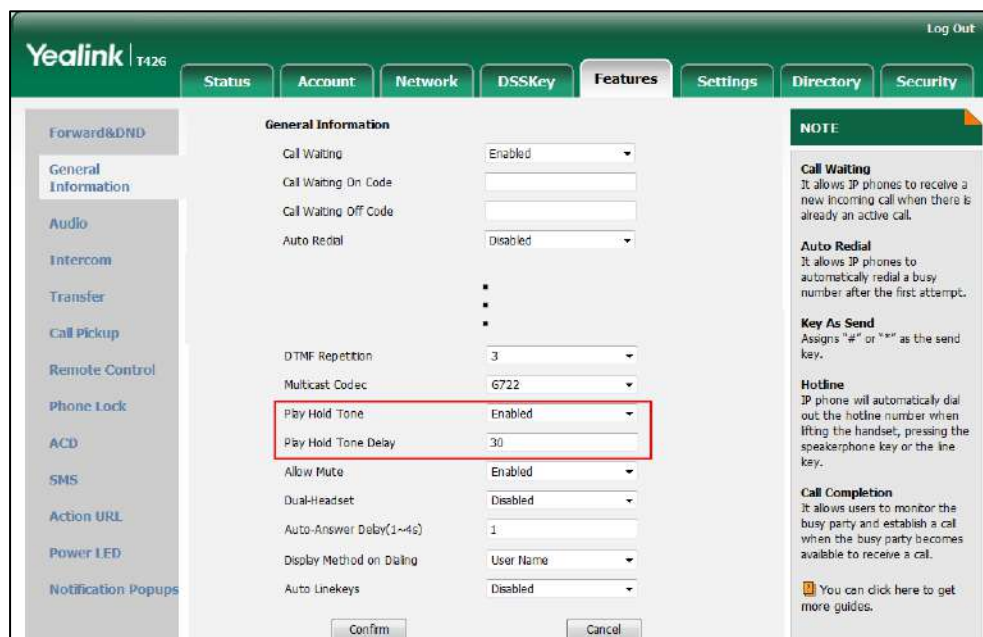 Log Out
Yealink T42G
Status Account Network DSSKey Features Settings Directory Security
Forward&DND
General
Information
Audio
Intercom
Transfer
Call Pickup
Remote Control
Phone Lock
ACD
SMS
Action URL
Power LED
Notification Popups
General Information
Call Waiting Enabled
Call Waiting On Code
Call Waiting Off Code
Auto Redial Disabled
DTMF Repetition 3
Multicast Codec G722
Play Hold Tone Enabled
Play Hold Tone Delay 30
Allow Mute Enabled
Dual-Headset Disabled
Auto-Answer Delay(1~4s) 1
Display Method on Dialing User Name
Auto Linekeys Disabled
Confirm Cancel
NOTE
Call Waiting
It allows IP phones to receive a
new incoming call when there is
already an active call.
Auto Redial
It allows IP phones to
automatically redial a busy
number after the first attempt.
Key As Send
Assigns "#" or "*" as the send
key.
Hotline
IP phone will automatically dial
out the hotline number when
lifting the handset, pressing the
speakerphone key or the line
key.
Call Completion
It allows users to monitor the
busy party and establish a call
when the busy party becomes
available to receive a call.
You can click here to get
more guides.